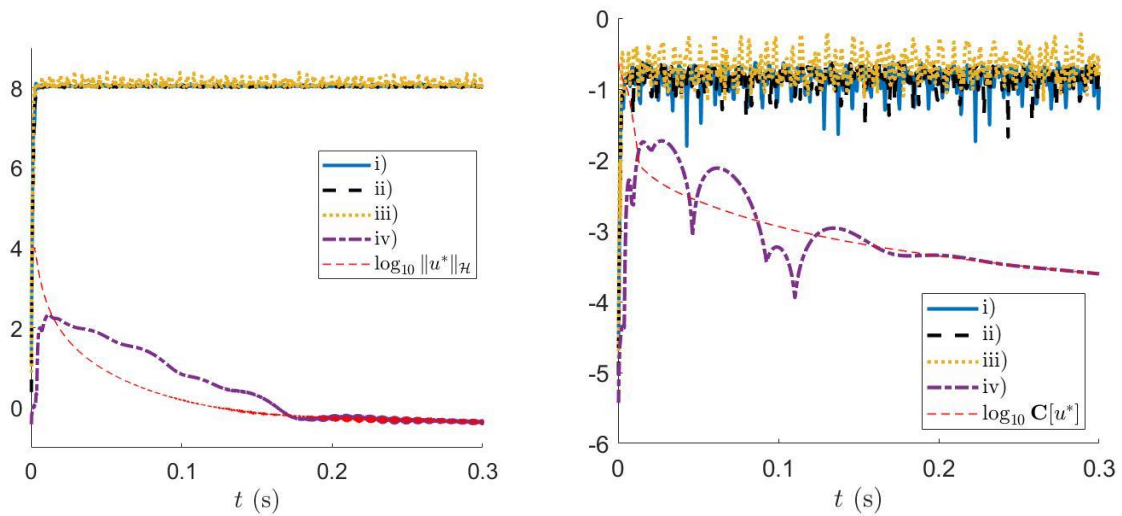 8
6
4
2
0
0
0.1
0.2
0.3
t (s)
i)
ii)
iii)
iv)
log₁₀ ‖u*‖_ℋ
0
-1
-2
-3
-4
-5
-6
0
0.1
0.2
0.3
t (s)
i)
ii)
iii)
iv)
log₁₀ C[u*]